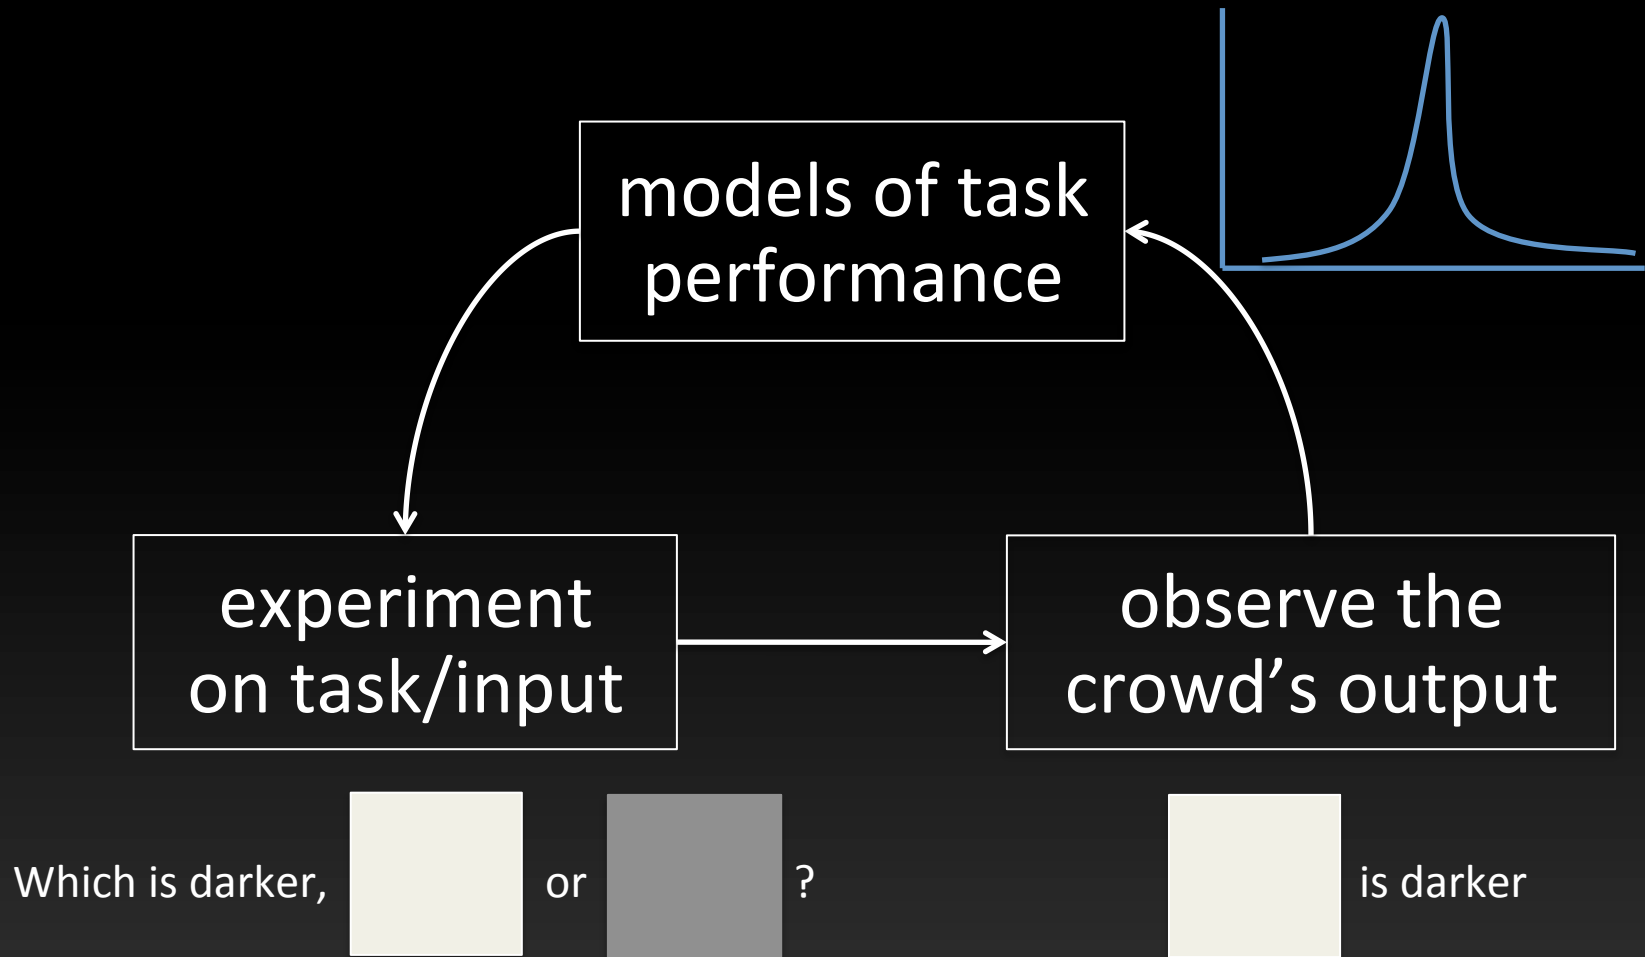 models of task
performance
experiment
on task/input
observe the
crowd’s output
Which is darker, or ?
is darker